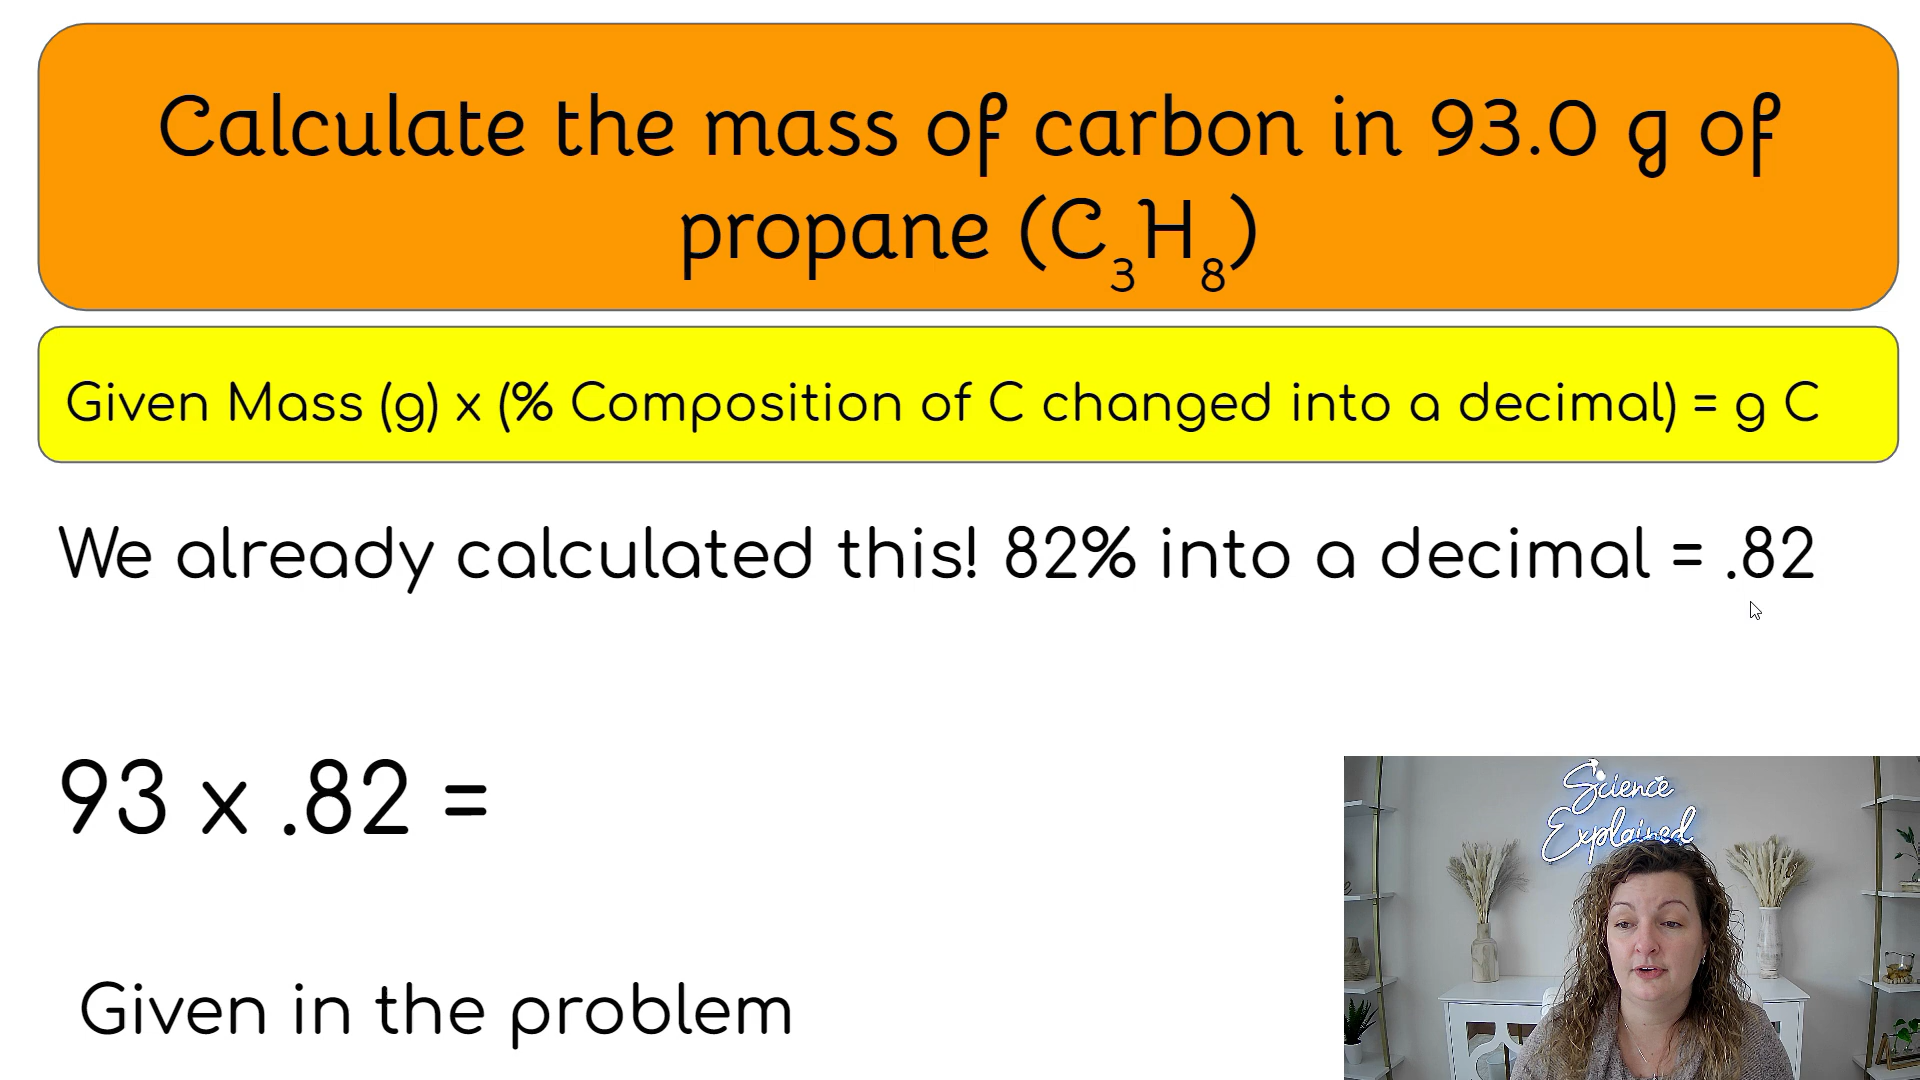 Calculate the mass of carbon in 93.0 g of
propane (C₃H₈)
Given Mass (g) x (% Composition of C changed into a decimal) = g C
We already calculated this! 82% into a decimal = .82
93 x .82 =
Given in the problem
Science
Explained